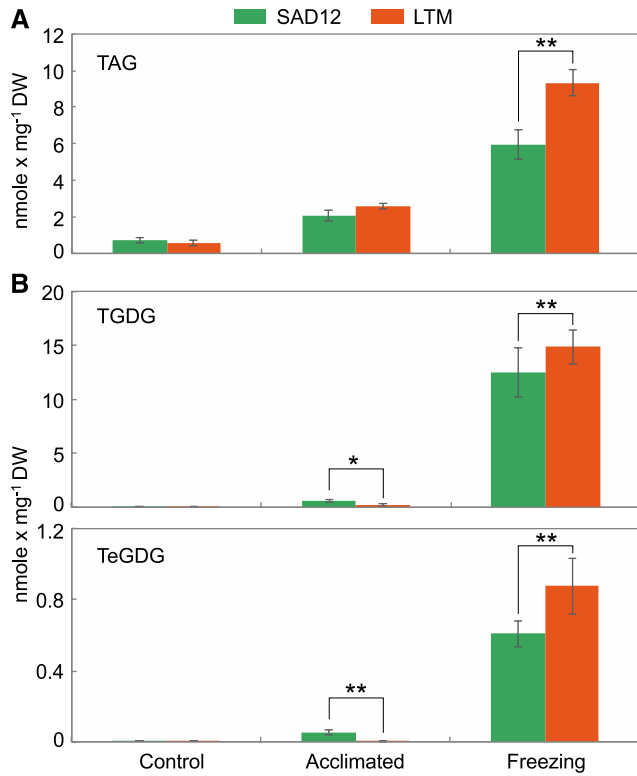 A
SAD12 LTM
12
TAG
**
10
8
6
4
2
0
nmole x mg⁻¹ DW
B
20
TGDG
**
15
10
5
*
0
nmole x mg⁻¹ DW
1.2
TeGDG
**
0.8
0.4
**
0
Control Acclimated Freezing